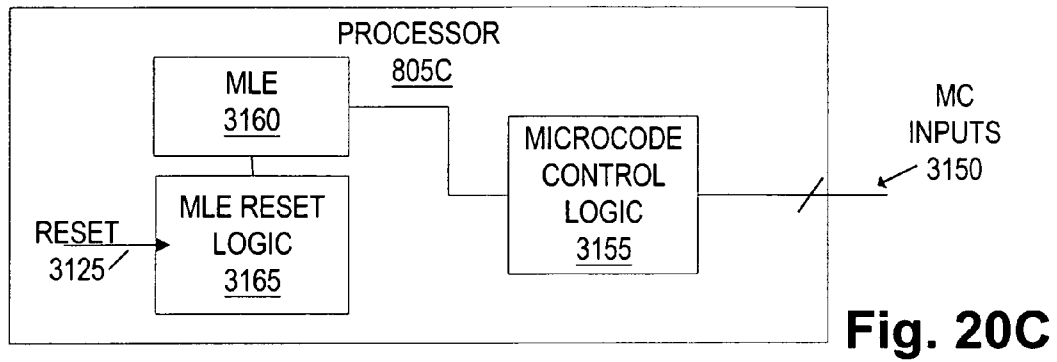 PROCESSOR
805C
MLE
3160
MLE RESET
LOGIC
3165
RESET
3125
MICROCODE
CONTROL
LOGIC
3155
MC
INPUTS
3150
Fig. 20C